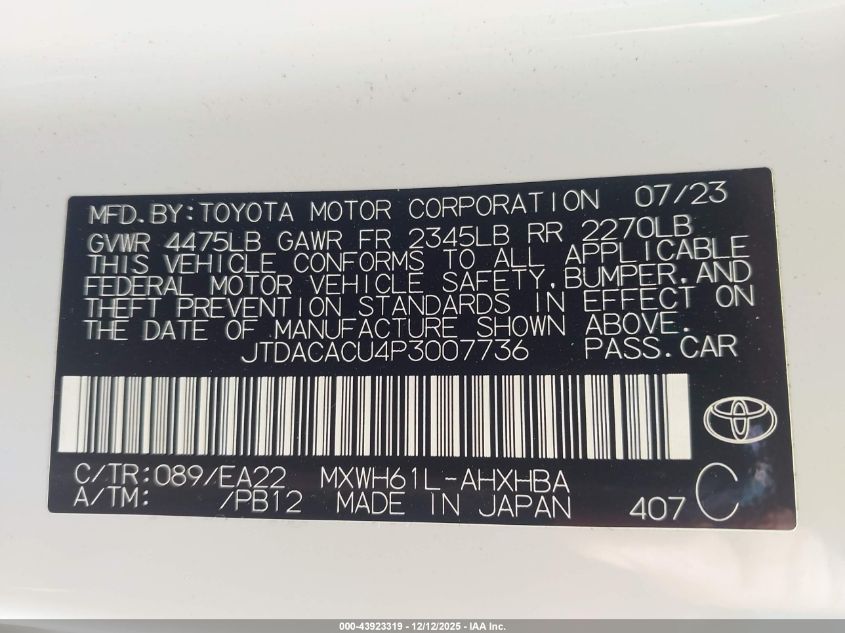 MFD.BY:TOYOTA MOTOR CORPORATION 07/23
GVWR 4475LB GAWR FR 2345LB RR 2270LB
THIS VEHICLE CONFORMS TO ALL APPLICABLE
FEDERAL MOTOR VEHICLE SAFETY,BUMPER,AND
THEFT PREVENTION STANDARDS IN EFFECT ON
THE DATE OF MANUFACTURE SHOWN ABOVE.
JTDACACU4P3007736 PASS.CAR
C/TR:089/EA22 MXWH61L-AHXHBA
A/TM: /PB12 MADE IN JAPAN 407 C
000-43923319 - 12/12/2025 - IAA Inc.